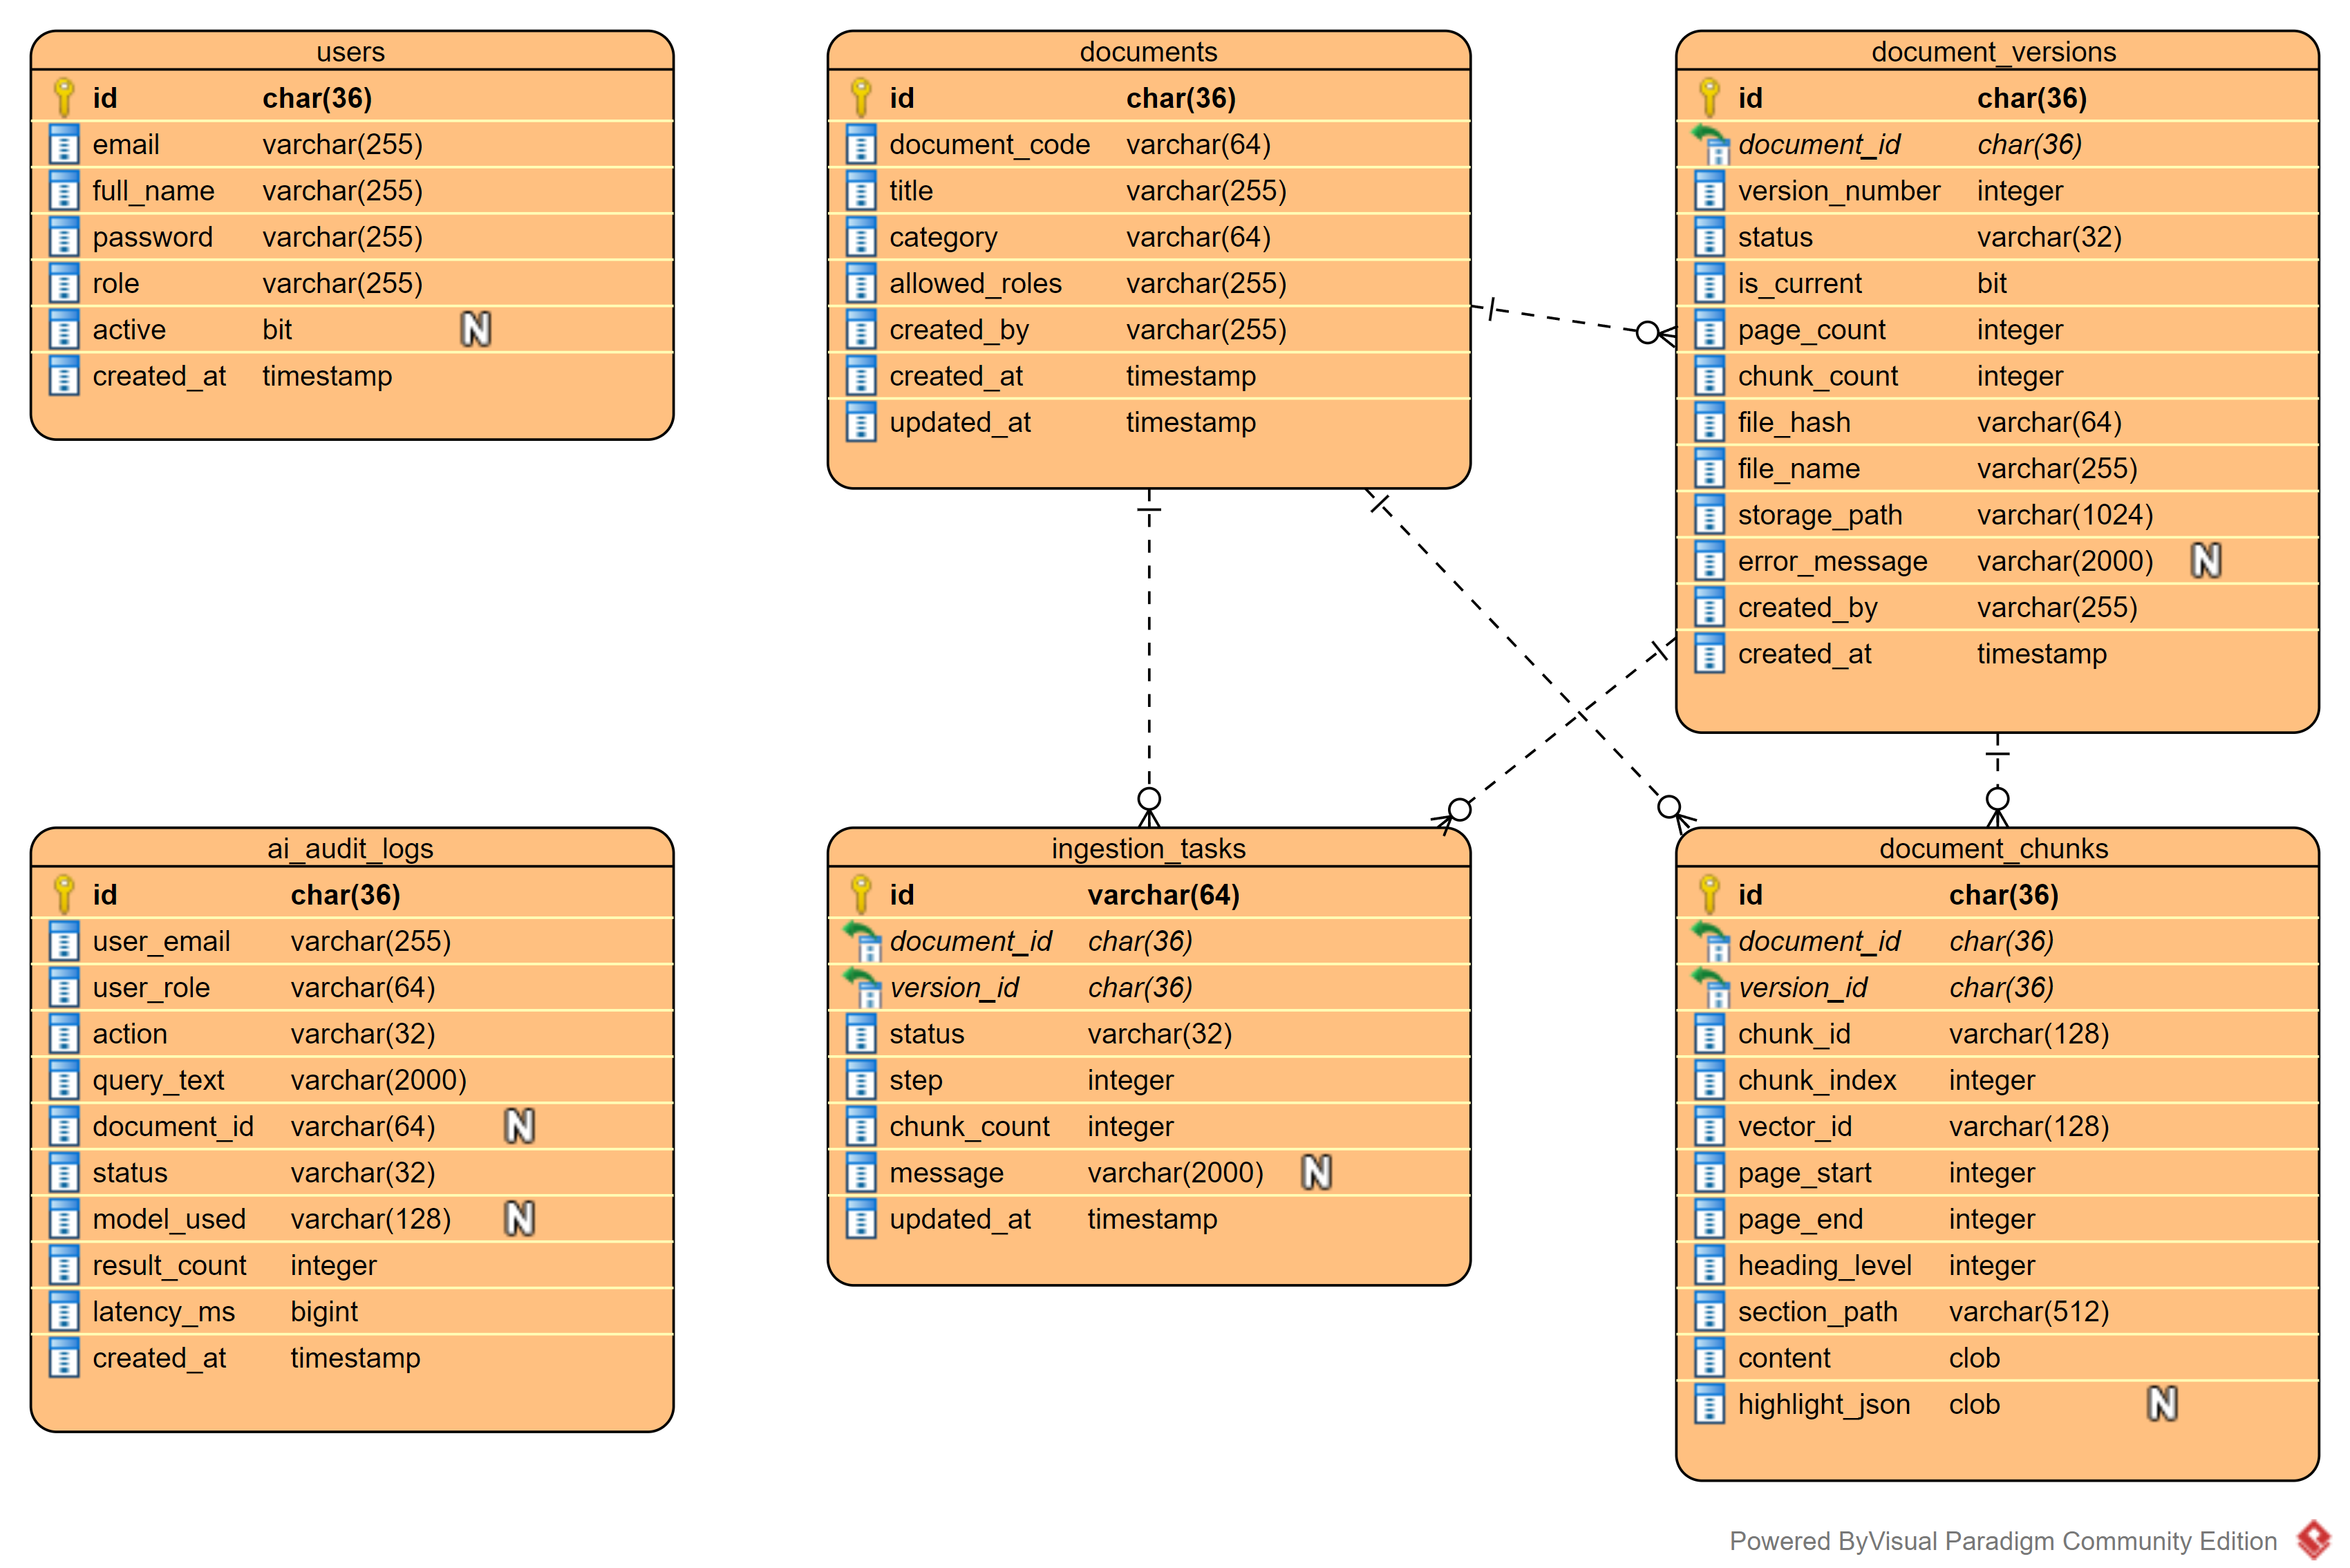 users
id char(36)
email varchar(255)
full_name varchar(255)
password varchar(255)
role varchar(255)
active bit N
created_at timestamp
documents
id char(36)
document_code varchar(64)
title varchar(255)
category varchar(64)
allowed_roles varchar(255)
created_by varchar(255)
created_at timestamp
updated_at timestamp
document_versions
id char(36)
document_id char(36)
version_number integer
status varchar(32)
is_current bit
page_count integer
chunk_count integer
file_hash varchar(64)
file_name varchar(255)
storage_path varchar(1024)
error_message varchar(2000) N
created_by varchar(255)
created_at timestamp
ai_audit_logs
id char(36)
user_email varchar(255)
user_role varchar(64)
action varchar(32)
query_text varchar(2000)
document_id varchar(64) N
status varchar(32)
model_used varchar(128) N
result_count integer
latency_ms bigint
created_at timestamp
ingestion_tasks
id varchar(64)
document_id char(36)
version_id char(36)
status varchar(32)
step integer
chunk_count integer
message varchar(2000) N
updated_at timestamp
document_chunks
id char(36)
document_id char(36)
version_id char(36)
chunk_id varchar(128)
chunk_index integer
vector_id varchar(128)
page_start integer
page_end integer
heading_level integer
section_path varchar(512)
content clob
highlight_json clob N
Powered ByVisual Paradigm Community Edition